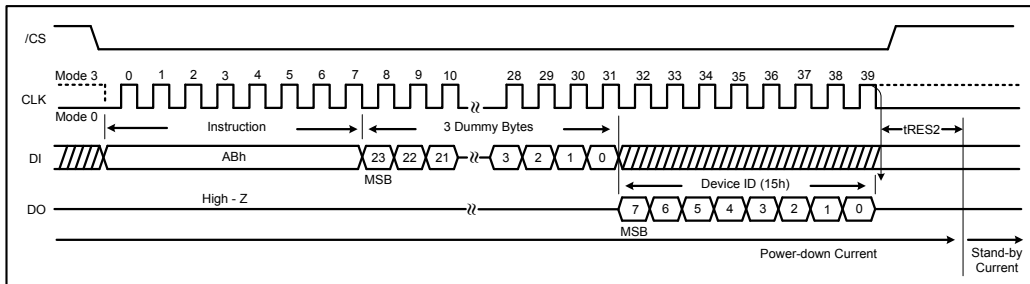 /CS
Mode 3 0 1 2 3 4 5 6 7 8 9 10 28 29 30 31 32 33 34 35 36 37 38 39
CLK
Mode 0
Instruction 3 Dummy Bytes tRES2
DI ABh 23 22 21 3 2 1 0
MSB Device ID (15h)
High - Z
DO 7 6 5 4 3 2 1 0
MSB
Power-down Current Stand-by
Current